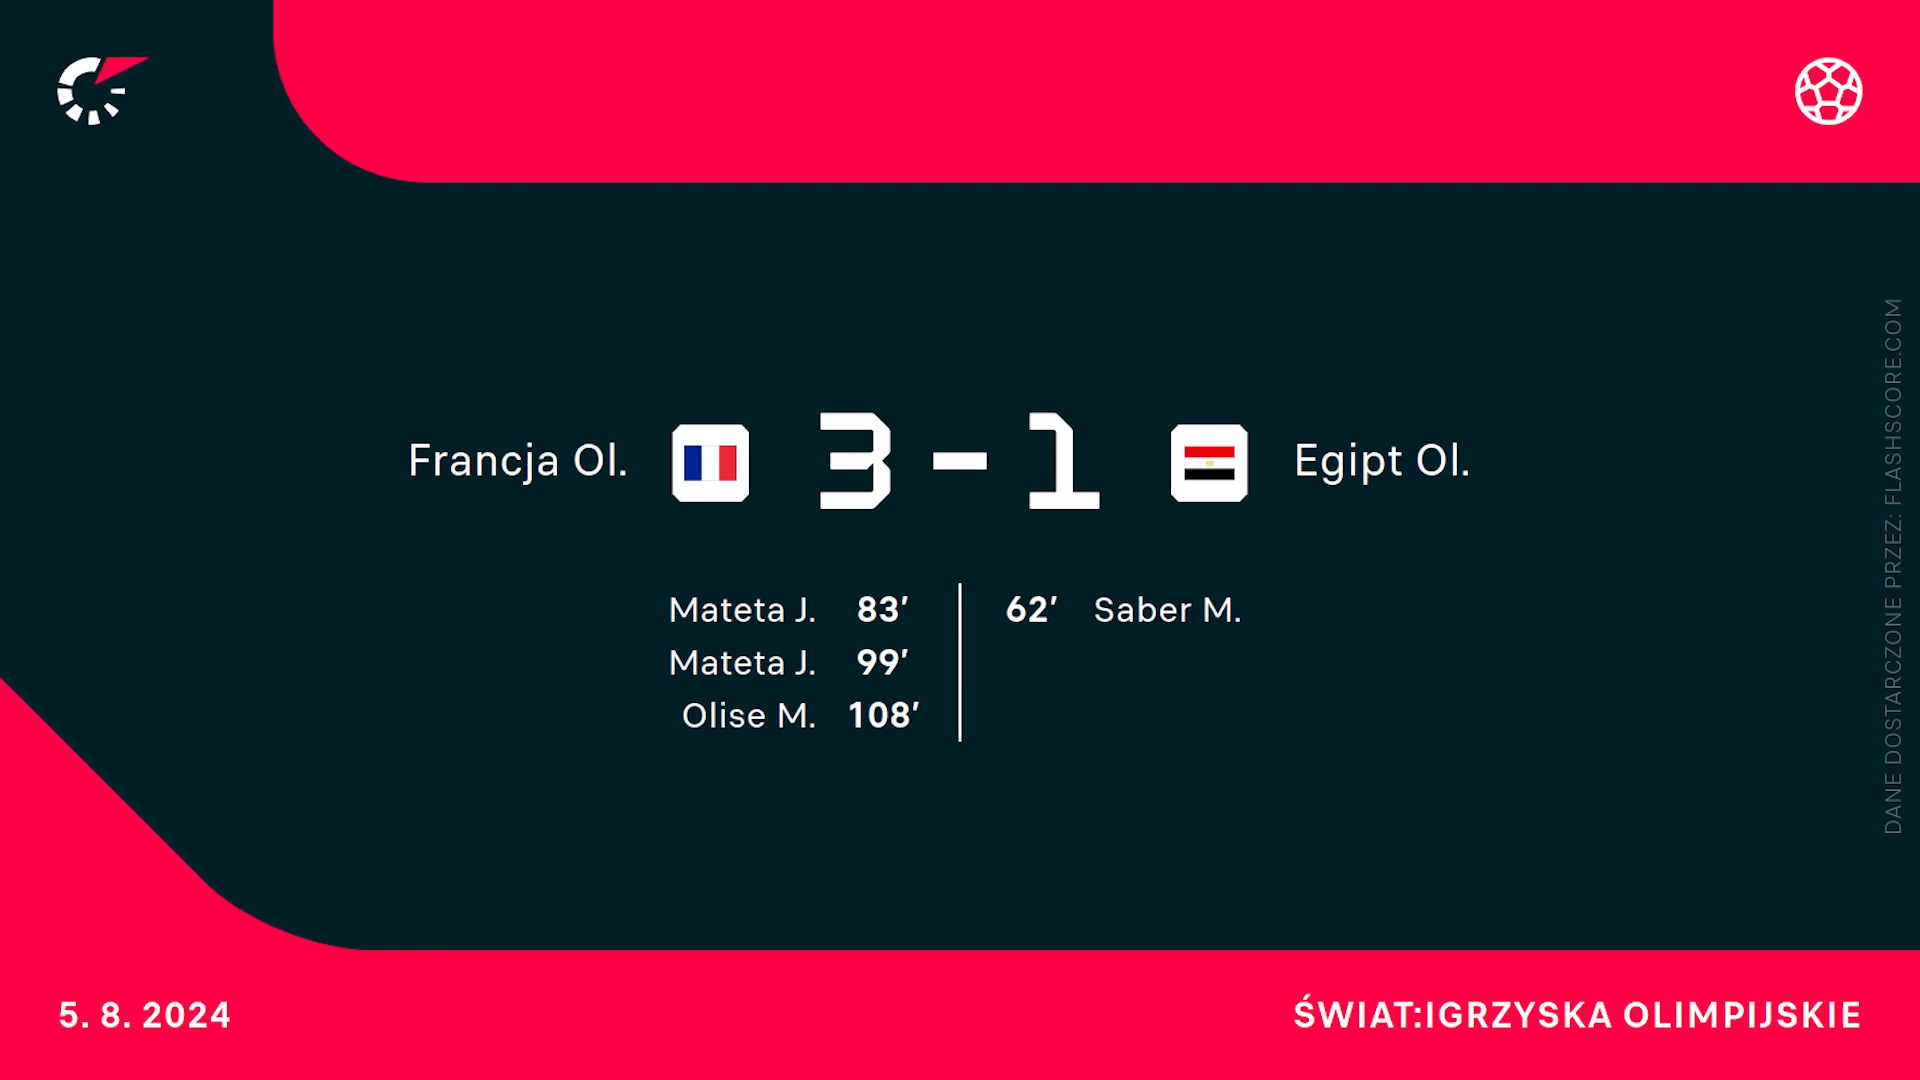 Francja Ol. 3 - 1 Egipt Ol.
Mateta J. 83′ 62′ Saber M.
Mateta J. 99′
Olise M. 108′
DANE DOSTARCZONE PRZEZ: FLASHSCORE.COM
5. 8. 2024
ŚWIAT:IGRZYSKA OLIMPIJSKIE